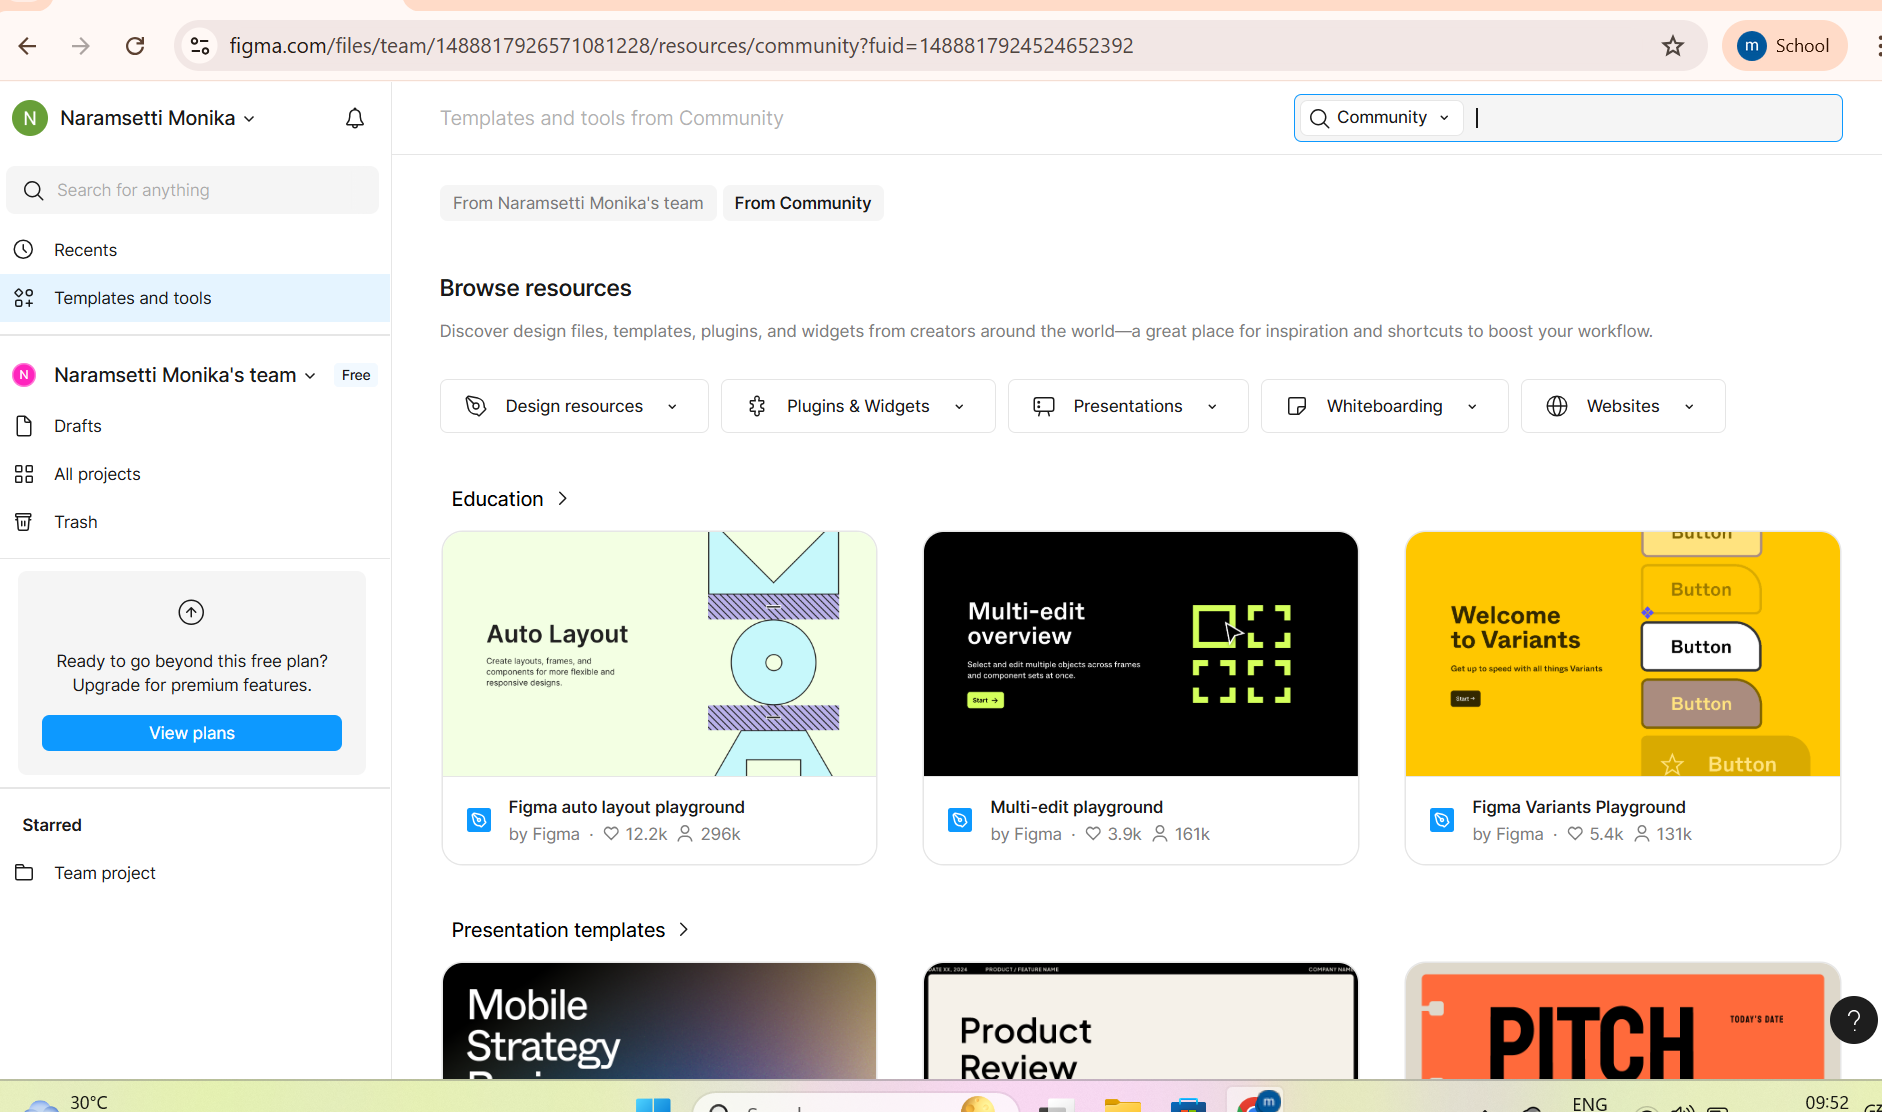 figma.com/files/team/1488817926571081228/resources/community?fuid=1488817924524652392
m School
N Naramsetti Monika
Templates and tools from Community
Community
Search for anything
From Naramsetti Monika's team From Community
Recents
Templates and tools
Browse resources
Discover design files, templates, plugins, and widgets from creators around the world—a great place for inspiration and shortcuts to boost your workflow.
N Naramsetti Monika's team Free
Design resources Plugins & Widgets Presentations Whiteboarding Websites
Drafts
All projects
Trash
Education
Auto Layout
Create layouts, frames, and
components for more flexible and
responsive designs.
Multi-edit
overview
Select and edit multiple objects across frames
and component sets at once.
Start →
Welcome
to Variants
Get up to speed with all things Variants
Start →
Button
Button
Button
Button
Button
Ready to go beyond this free plan?
Upgrade for premium features.
View plans
Figma auto layout playground
by Figma · 12.2k 296k
Multi-edit playground
by Figma · 3.9k 161k
Figma Variants Playground
by Figma · 5.4k 131k
Starred
Team project
Presentation templates
Mobile
Strategy
DATE XX, 2024 PRODUCT / FEATURE NAME COMPANY NAME
Product
Review
PITCH
TODAY'S DATE
?
30°C
m
ENG
09:52